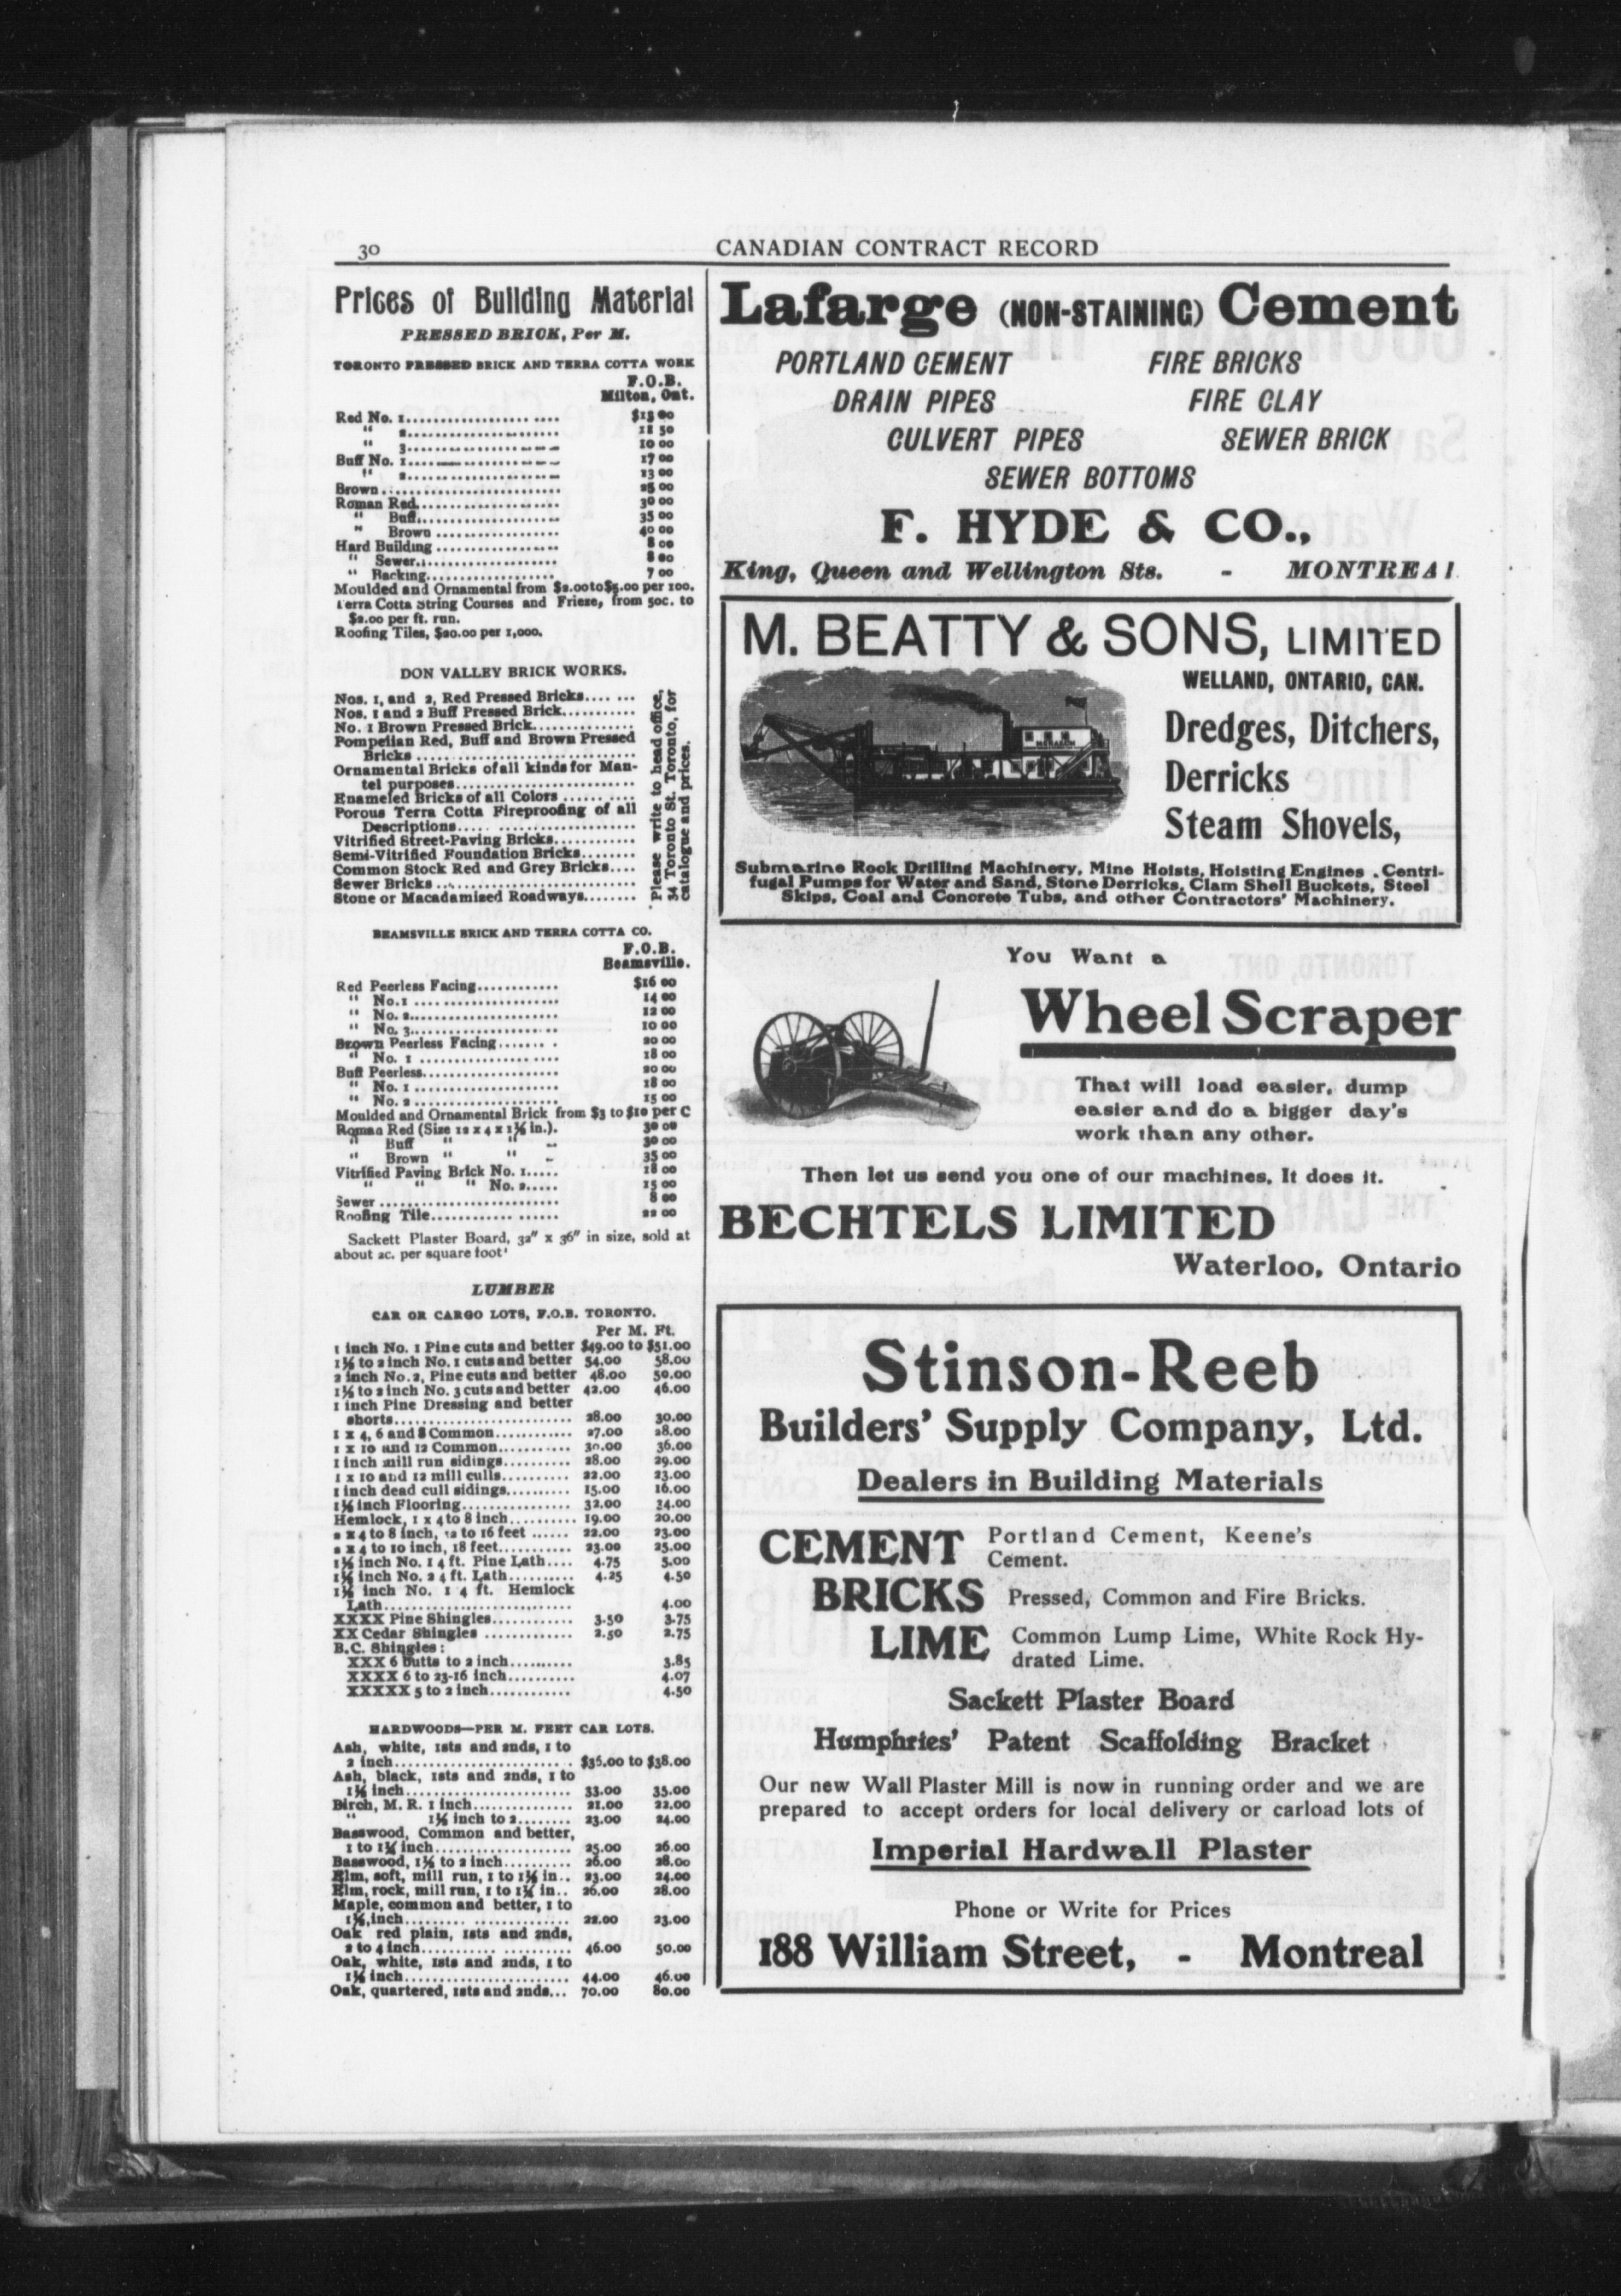 30
CANADIAN CONTRACT RECORD
Prices of Building Material
PRESSED BRICK, Per M.
TORONTO PRESSED BRICK AND TERRA COTTA WORK
F.O.B.
Milton, Ont.
Red No. 1
" 2 11 50
" 3 10 00
Buff No. 1 17 00
" 2 13 00
Brown
Roman Red 30 00
" Buff 35 00
" Brown 40 00
Hard Building 8 00
" Sewer
" Backing 7 00
Moulded and Ornamental from $2.00 to $5.00 per 100.
Terra Cotta String Courses and Frieze, from 50c. to
$2.00 per ft. run.
Roofing Tiles, $20.00 per 1,000.
DON VALLEY BRICK WORKS.
Nos. 1, and 2, Red Pressed Bricks
Nos. 1 and 2 Buff Pressed Brick
No. 1 Brown Pressed Brick
Pompeiian Red, Buff and Brown Pressed
Bricks
Ornamental Bricks of all kinds for Man-
tel purposes
Enameled Bricks of all Colors
Porous Terra Cotta Fireproofing of all
Descriptions
Vitrified Street-Paving Bricks
Semi-Vitrified Foundation Bricks
Common Stock Red and Grey Bricks
Sewer Bricks
Stone or Macadamised Roadways
Please write to head office,
34 Toronto St. Toronto, for
catalogue and prices.
BEAMSVILLE BRICK AND TERRA COTTA CO.
F.O.B.
Beamsville.
Red Peerless Facing $16 00
" No. 1 14 00
" No. 2 12 00
" No. 3 10 00
Brown Peerless Facing 20 00
" No. 1 18 00
Buff Peerless 20 00
" No. 1 18 00
" No. 2 15 00
Moulded and Ornamental Brick from $3 to $10 per C
Roman Red (Size 12 x 4 x 1½ in.). 30 00
" Buff " " 30 00
" Brown " " 35 00
Vitrified Paving Brick No. 1 18 00
" " " No. 2 15 00
Sewer 8 00
Roofing Tile 22 00
Sackett Plaster Board, 32" x 36" in size, sold at
about 2c. per square foot'
LUMBER
CAR OR CARGO LOTS, F.O.B. TORONTO.
Per M. Ft.
1 inch No. 1 Pine cuts and better $49.00 to $51.00
1¼ to 2 inch No. 1 cuts and better 54.00 58.00
2 inch No. 2, Pine cuts and better 48.00 50.00
1¼ to 2 inch No. 3 cuts and better 42.00 46.00
1 inch Pine Dressing and better
shorts 28.00 30.00
1 x 4, 6 and 8 Common 27.00 28.00
1 x 10 and 12 Common 30.00 36.00
1 inch mill run sidings 28.00 29.00
1 x 10 and 12 mill culls 22.00 23.00
1 inch dead cull sidings 15.00 16.00
1¼ inch Flooring 32.00 34.00
Hemlock, 1 x 4 to 8 inch 19.00 20.00
2 x 4 to 8 inch, 12 to 16 feet 22.00 23.00
2 x 4 to 10 inch, 18 feet 23.00 25.00
1½ inch No. 1 4 ft. Pine Lath 4.75 5.00
1½ inch No. 2 4 ft. Lath 4.25 4.50
1½ inch No. 1 4 ft. Hemlock
Lath 4.00
XXXX Pine Shingles 3.50 3.75
XX Cedar Shingles 2.50 2.75
B.C. Shingles:
XXX 6 butts to 2 inch 3.85
XXXX 6 to 23-16 inch 4.07
XXXXX 5 to 2 inch 4.50
HARDWOODS—PER M. FEET CAR LOTS.
Ash, white, 1sts and 2nds, 1 to
2 inch $36.00 to $38.00
Ash, black, 1sts and 2nds, 1 to
1½ inch 33.00 35.00
Birch, M. R. 1 inch 21.00 22.00
" 1¼ inch to 2 23.00 24.00
Basswood, Common and better,
1 to 1¼ inch 25.00 26.00
Basswood, 1½ to 2 inch 26.00 28.00
Elm, soft, mill run, 1 to 1½ in.. 23.00 24.00
Elm, rock, mill run, 1 to 1¼ in.. 26.00 28.00
Maple, common and better, 1 to
1½ inch 22.00 23.00
Oak red plain, 1sts and 2nds,
2 to 4 inch 46.00 50.00
Oak, white, 1sts and 2nds, 1 to
1½ inch 44.00 46.00
Oak, quartered, 1sts and 2nds... 70.00 80.00
Lafarge (NON-STAINING) Cement
PORTLAND CEMENT FIRE BRICKS
DRAIN PIPES FIRE CLAY
CULVERT PIPES SEWER BRICK
SEWER BOTTOMS
F. HYDE & CO.,
King, Queen and Wellington Sts. - MONTREAL
M. BEATTY & SONS, LIMITED
WELLAND, ONTARIO, CAN.
Dredges, Ditchers,
Derricks
Steam Shovels,
Submarine Rock Drilling Machinery, Mine Hoists, Hoisting Engines. Centri-
fugal Pumps for Water and Sand, Stone Derricks, Clam Shell Buckets, Steel
Skips, Coal and Concrete Tubs, and other Contractors' Machinery.
You Want a
Wheel Scraper
That will load easier, dump
easier and do a bigger day's
work than any other.
Then let us send you one of our machines. It does it.
BECHTELS LIMITED
Waterloo, Ontario
Stinson-Reeb
Builders' Supply Company, Ltd.
Dealers in Building Materials
CEMENT Portland Cement, Keene's
Cement.
BRICKS Pressed, Common and Fire Bricks.
LIME Common Lump Lime, White Rock Hy-
drated Lime.
Sackett Plaster Board
Humphries' Patent Scaffolding Bracket
Our new Wall Plaster Mill is now in running order and we are
prepared to accept orders for local delivery or carload lots of
Imperial Hardwall Plaster
Phone or Write for Prices
188 William Street, - Montreal